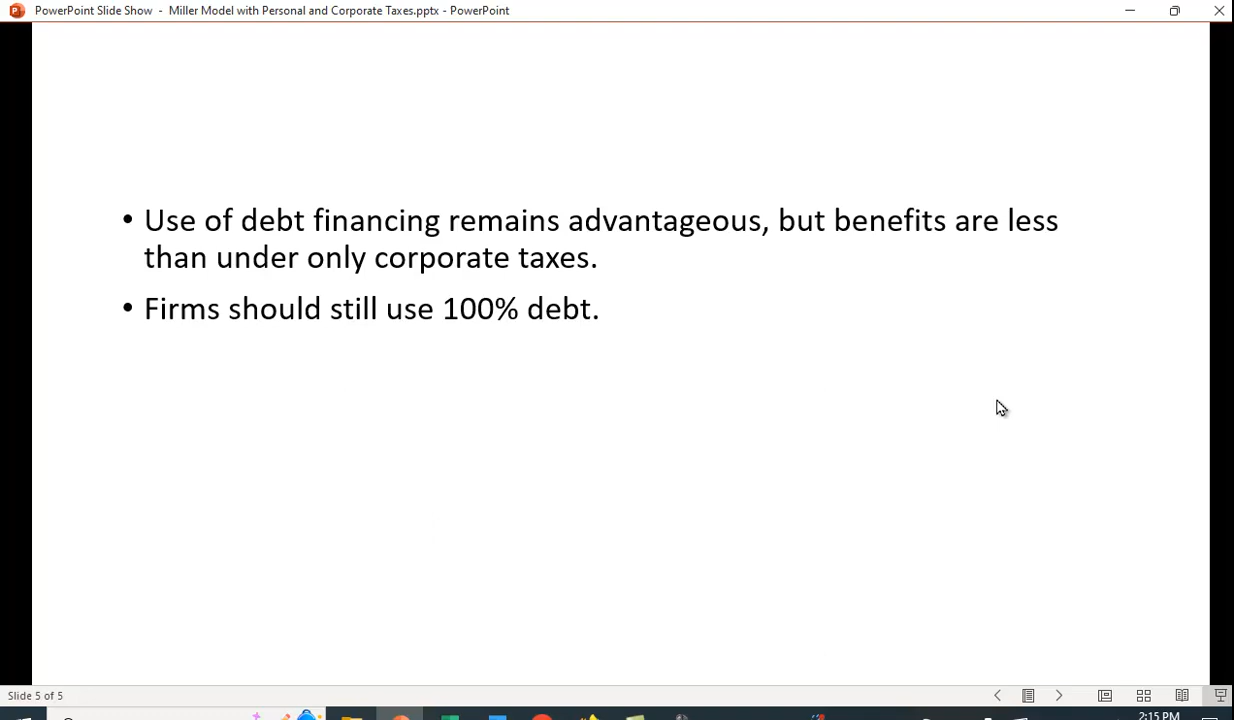 PowerPoint Slide Show - Miller Model with Personal and Corporate Taxes.pptx - PowerPoint
• Use of debt financing remains advantageous, but benefits are less
than under only corporate taxes.
• Firms should still use 100% debt.
Slide 5 of 5
2:15 PM